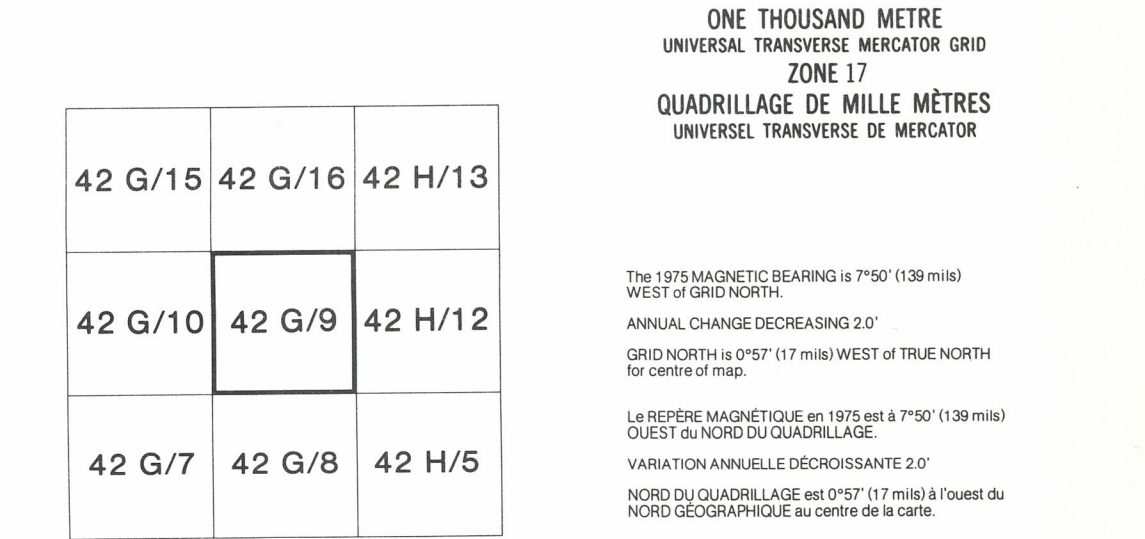 ONE THOUSAND METRE
UNIVERSAL TRANSVERSE MERCATOR GRID
ZONE 17
QUADRILLAGE DE MILLE MÈTRES
UNIVERSEL TRANSVERSE DE MERCATOR
42 G/15 42 G/16 42 H/13
42 G/10 42 G/9 42 H/12
42 G/7 42 G/8 42 H/5
The 1975 MAGNETIC BEARING is 7°50' (139 mils)
WEST of GRID NORTH.
ANNUAL CHANGE DECREASING 2.0'
GRID NORTH is 0°57' (17 mils) WEST of TRUE NORTH
for centre of map.
Le REPÈRE MAGNÉTIQUE en 1975 est à 7°50' (139 mils)
OUEST du NORD DU QUADRILLAGE.
VARIATION ANNUELLE DÉCROISSANTE 2.0'
NORD DU QUADRILLAGE est 0°57' (17 mils) à l'ouest du
NORD GÉOGRAPHIQUE au centre de la carte.